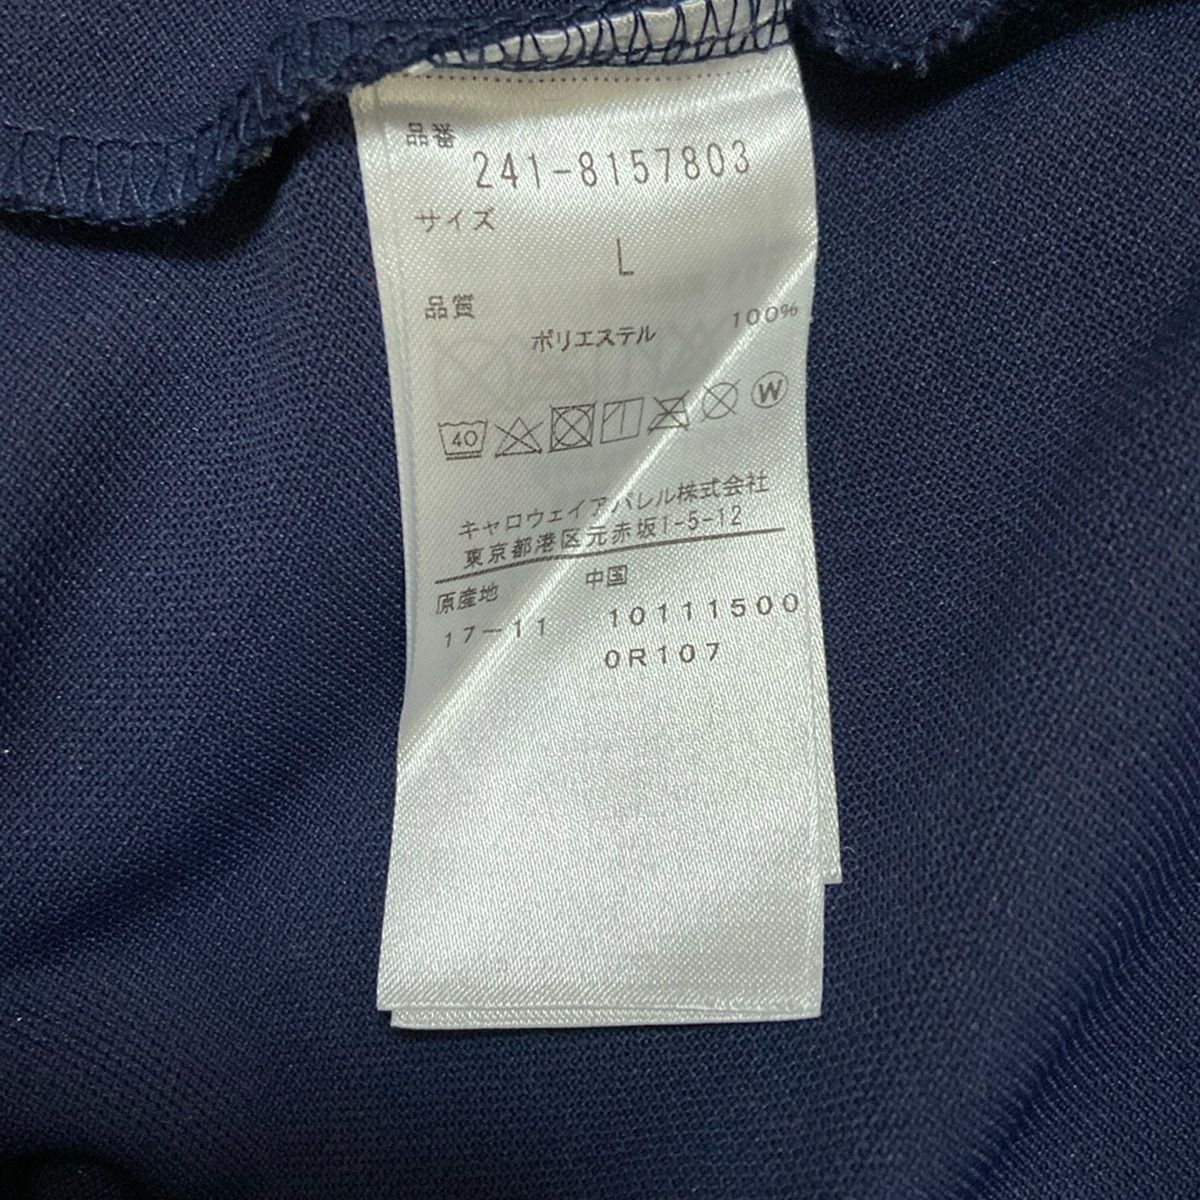 品番
241-8157803
サイズ
L
品質
ポリエステル 100%
40 W
キャロウェイアパレル株式会社
東京都港区元赤坂1-5-12
原産地 中国
17-11 10111500
0R107